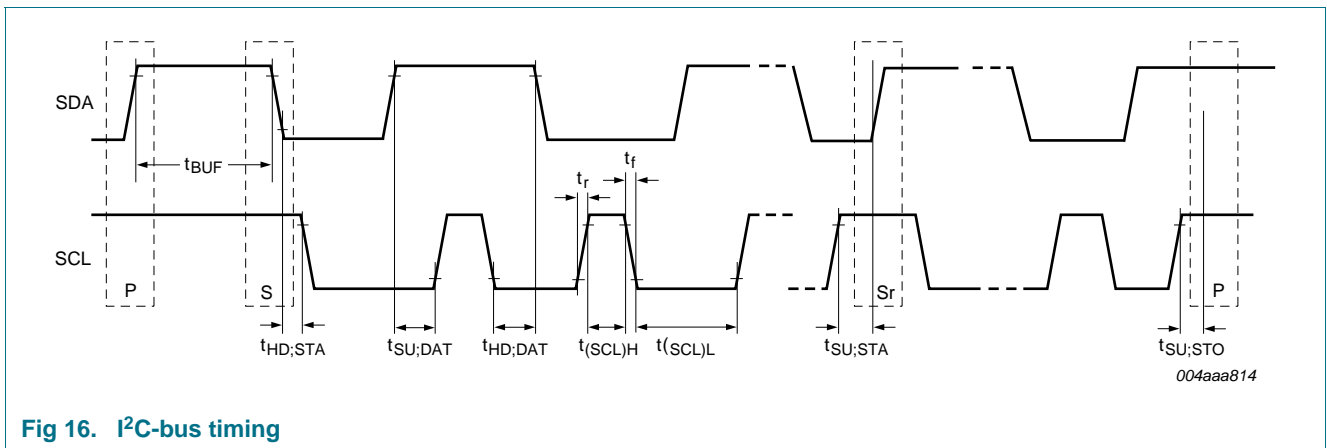 SDA
tBUF
tf
tr
SCL
P
S
Sr
P
tHD;STA
tSU;DAT
tHD;DAT
t(SCL)H
t(SCL)L
tSU;STA
tSU;STO
004aaa814
Fig 16. I2C-bus timing